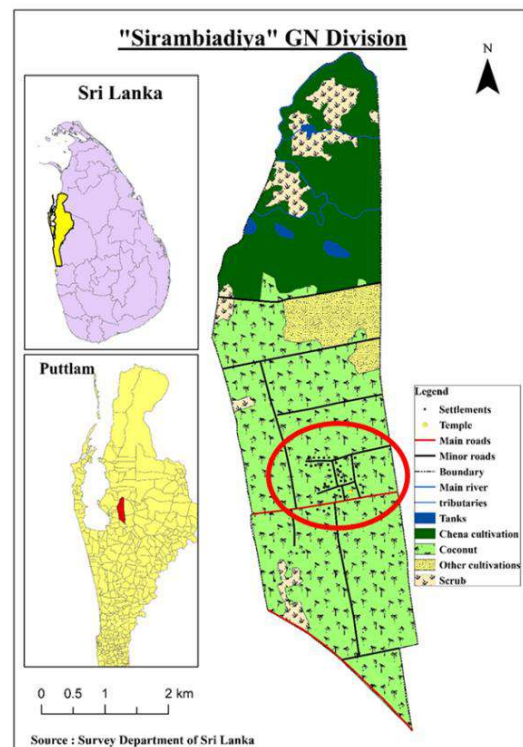 "Sirambiadiya" GN Division
Sri Lanka
N
Puttlam
Legend
Settlements
Temple
Main roads
Minor roads
Boundary
Main river
tributaries
Tanks
Chena cultivation
Coconut
Other cultivations
Scrub
0 0.5 1 2 km
Source : Survey Department of Sri Lanka